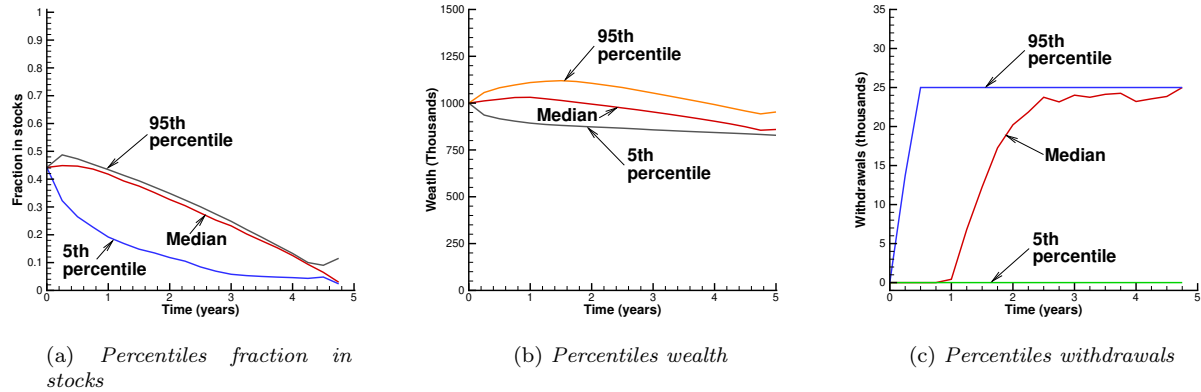 1
0.9
0.8
0.7
0.6
0.5
0.4
0.3
0.2
0.1
0
Fraction in stocks
95th
percentile
Median
5th
percentile
0 1 2 3 4 5
Time (years)
(a) Percentiles fraction in
stocks
1500
1250
1000
750
500
250
0
Wealth (Thousands)
95th
percentile
Median
5th
percentile
0 1 2 3 4 5
Time (years)
(b) Percentiles wealth
35
30
25
20
15
10
5
0
Withdrawals (thousands)
95th
percentile
Median
5th
percentile
0 1 2 3 4 5
Time (years)
(c) Percentiles withdrawals